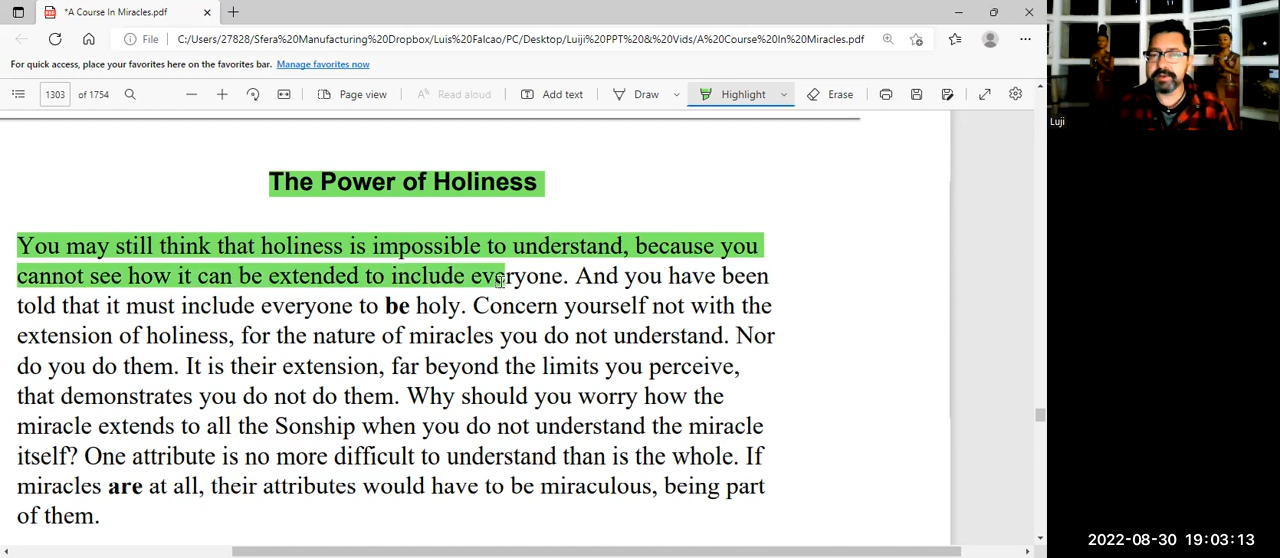 *A Course In Miracles.pdf
File C:/Users/27828/Sfera%20Manufacturing%20Dropbox/Luis%20Falcao/PC/Desktop/Luiji%20PPT%20&%20Vids/A%20Course%20In%20Miracles.pdf
For quick access, place your favorites here on the favorites bar. Manage favorites now
1303 of 1754 Page view Read aloud Add text Draw Highlight Erase
The Power of Holiness
You may still think that holiness is impossible to understand, because you
cannot see how it can be extended to include everyone. And you have been
told that it must include everyone to be holy. Concern yourself not with the
extension of holiness, for the nature of miracles you do not understand. Nor
do you do them. It is their extension, far beyond the limits you perceive,
that demonstrates you do not do them. Why should you worry how the
miracle extends to all the Sonship when you do not understand the miracle
itself? One attribute is no more difficult to understand than is the whole. If
miracles are at all, their attributes would have to be miraculous, being part
of them.
Luji
2022-08-30 19:03:13